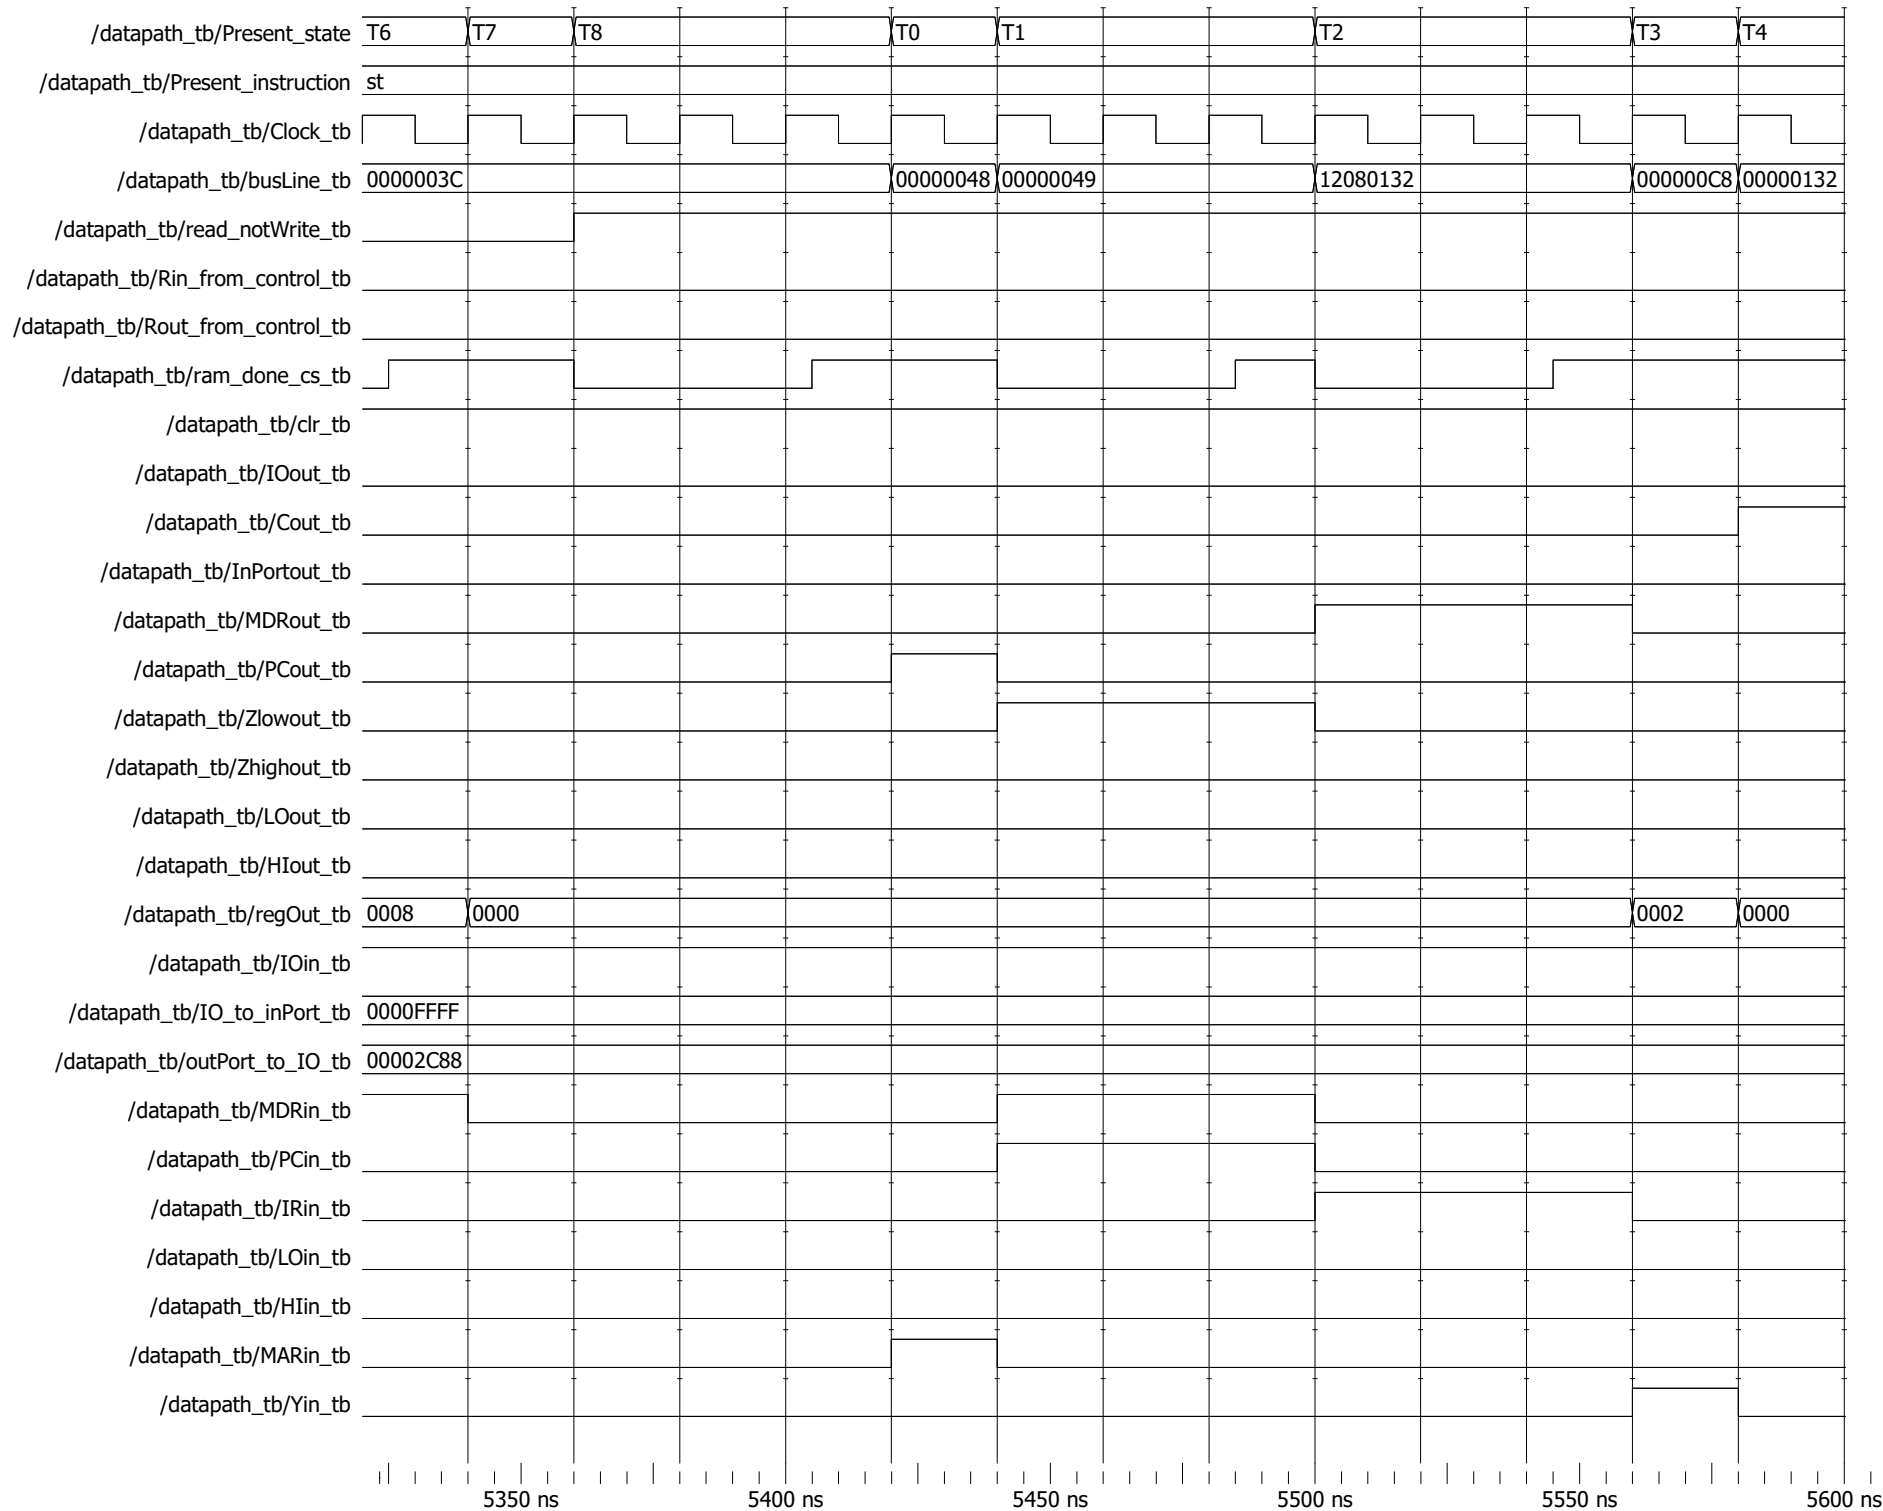 /datapath_tb/Present_state T6 T7 T8 T0 T1 T2 T3 T4
/datapath_tb/Present_instruction st
/datapath_tb/Clock_tb
/datapath_tb/busLine_tb 0000003C 00000048 00000049 12080132 000000C8 00000132
/datapath_tb/read_notWrite_tb
/datapath_tb/Rin_from_control_tb
/datapath_tb/Rout_from_control_tb
/datapath_tb/ram_done_cs_tb
/datapath_tb/clr_tb
/datapath_tb/IOout_tb
/datapath_tb/Cout_tb
/datapath_tb/InPortout_tb
/datapath_tb/MDRout_tb
/datapath_tb/PCout_tb
/datapath_tb/Zlowout_tb
/datapath_tb/Zhighout_tb
/datapath_tb/LOout_tb
/datapath_tb/HIout_tb
/datapath_tb/regOut_tb 0008 0000 0002 0000
/datapath_tb/IOin_tb
/datapath_tb/IO_to_inPort_tb 0000FFFF
/datapath_tb/outPort_to_IO_tb 00002C88
/datapath_tb/MDRin_tb
/datapath_tb/PCin_tb
/datapath_tb/IRin_tb
/datapath_tb/LOin_tb
/datapath_tb/HIin_tb
/datapath_tb/MARin_tb
/datapath_tb/Yin_tb
5350 ns 5400 ns 5450 ns 5500 ns 5550 ns 5600 ns